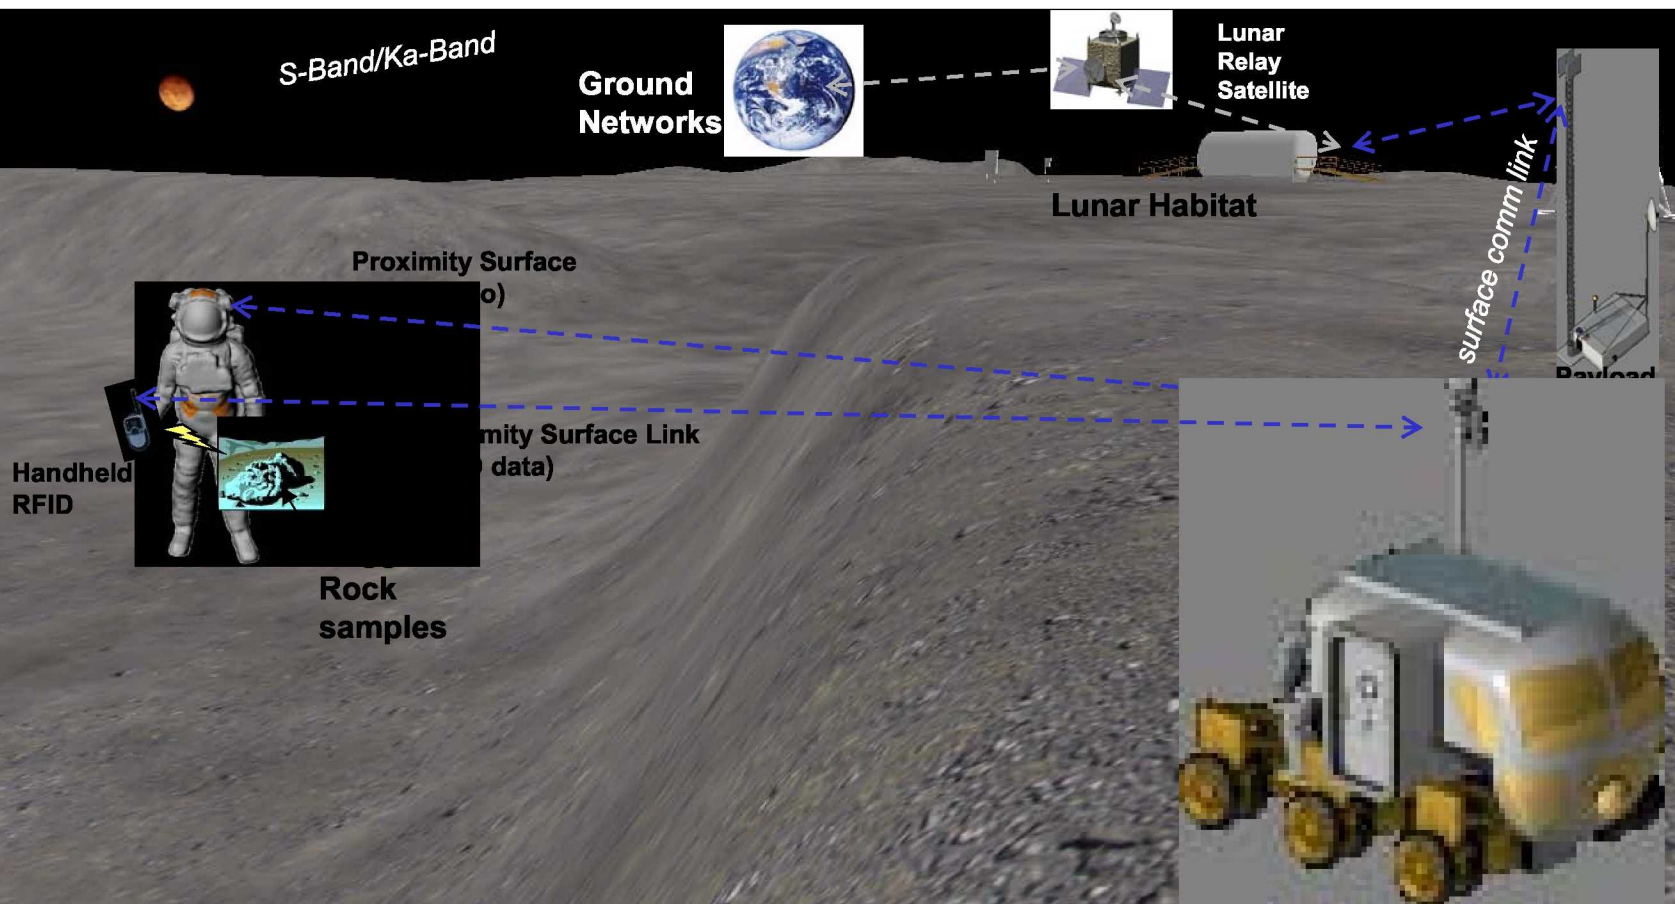 S-Band/Ka-Band
Ground
Networks
Lunar
Relay
Satellite
surface comm link
Lunar Habitat
Proximity Surface
o)
Payload
mity Surface Link
data)
Handheld
RFID
Rock
samples